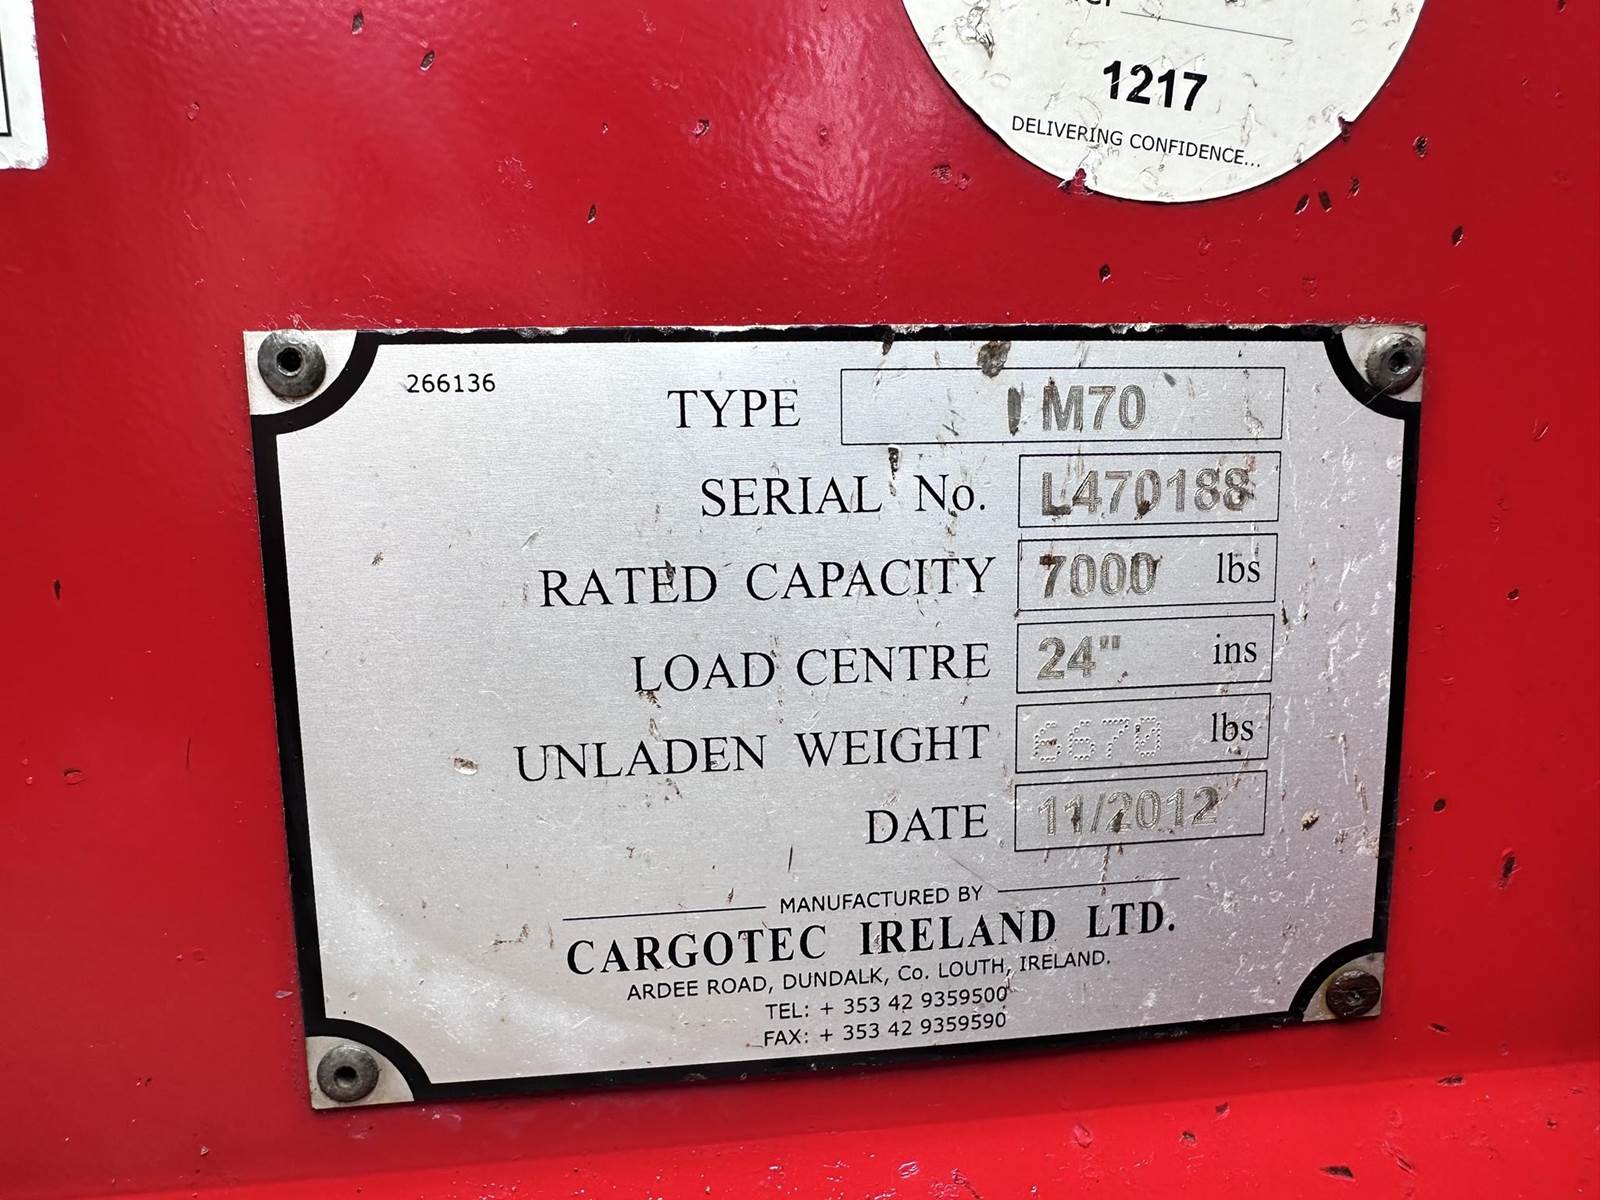 1217
DELIVERING CONFIDENCE...
266136
TYPE M70
SERIAL No. L470188
RATED CAPACITY 7000 lbs
LOAD CENTRE 24" ins
UNLADEN WEIGHT 6670 lbs
DATE 11/2012
MANUFACTURED BY
CARGOTEC IRELAND LTD.
ARDEE ROAD, DUNDALK, Co. LOUTH, IRELAND.
TEL: + 353 42 9359500
FAX: + 353 42 9359590